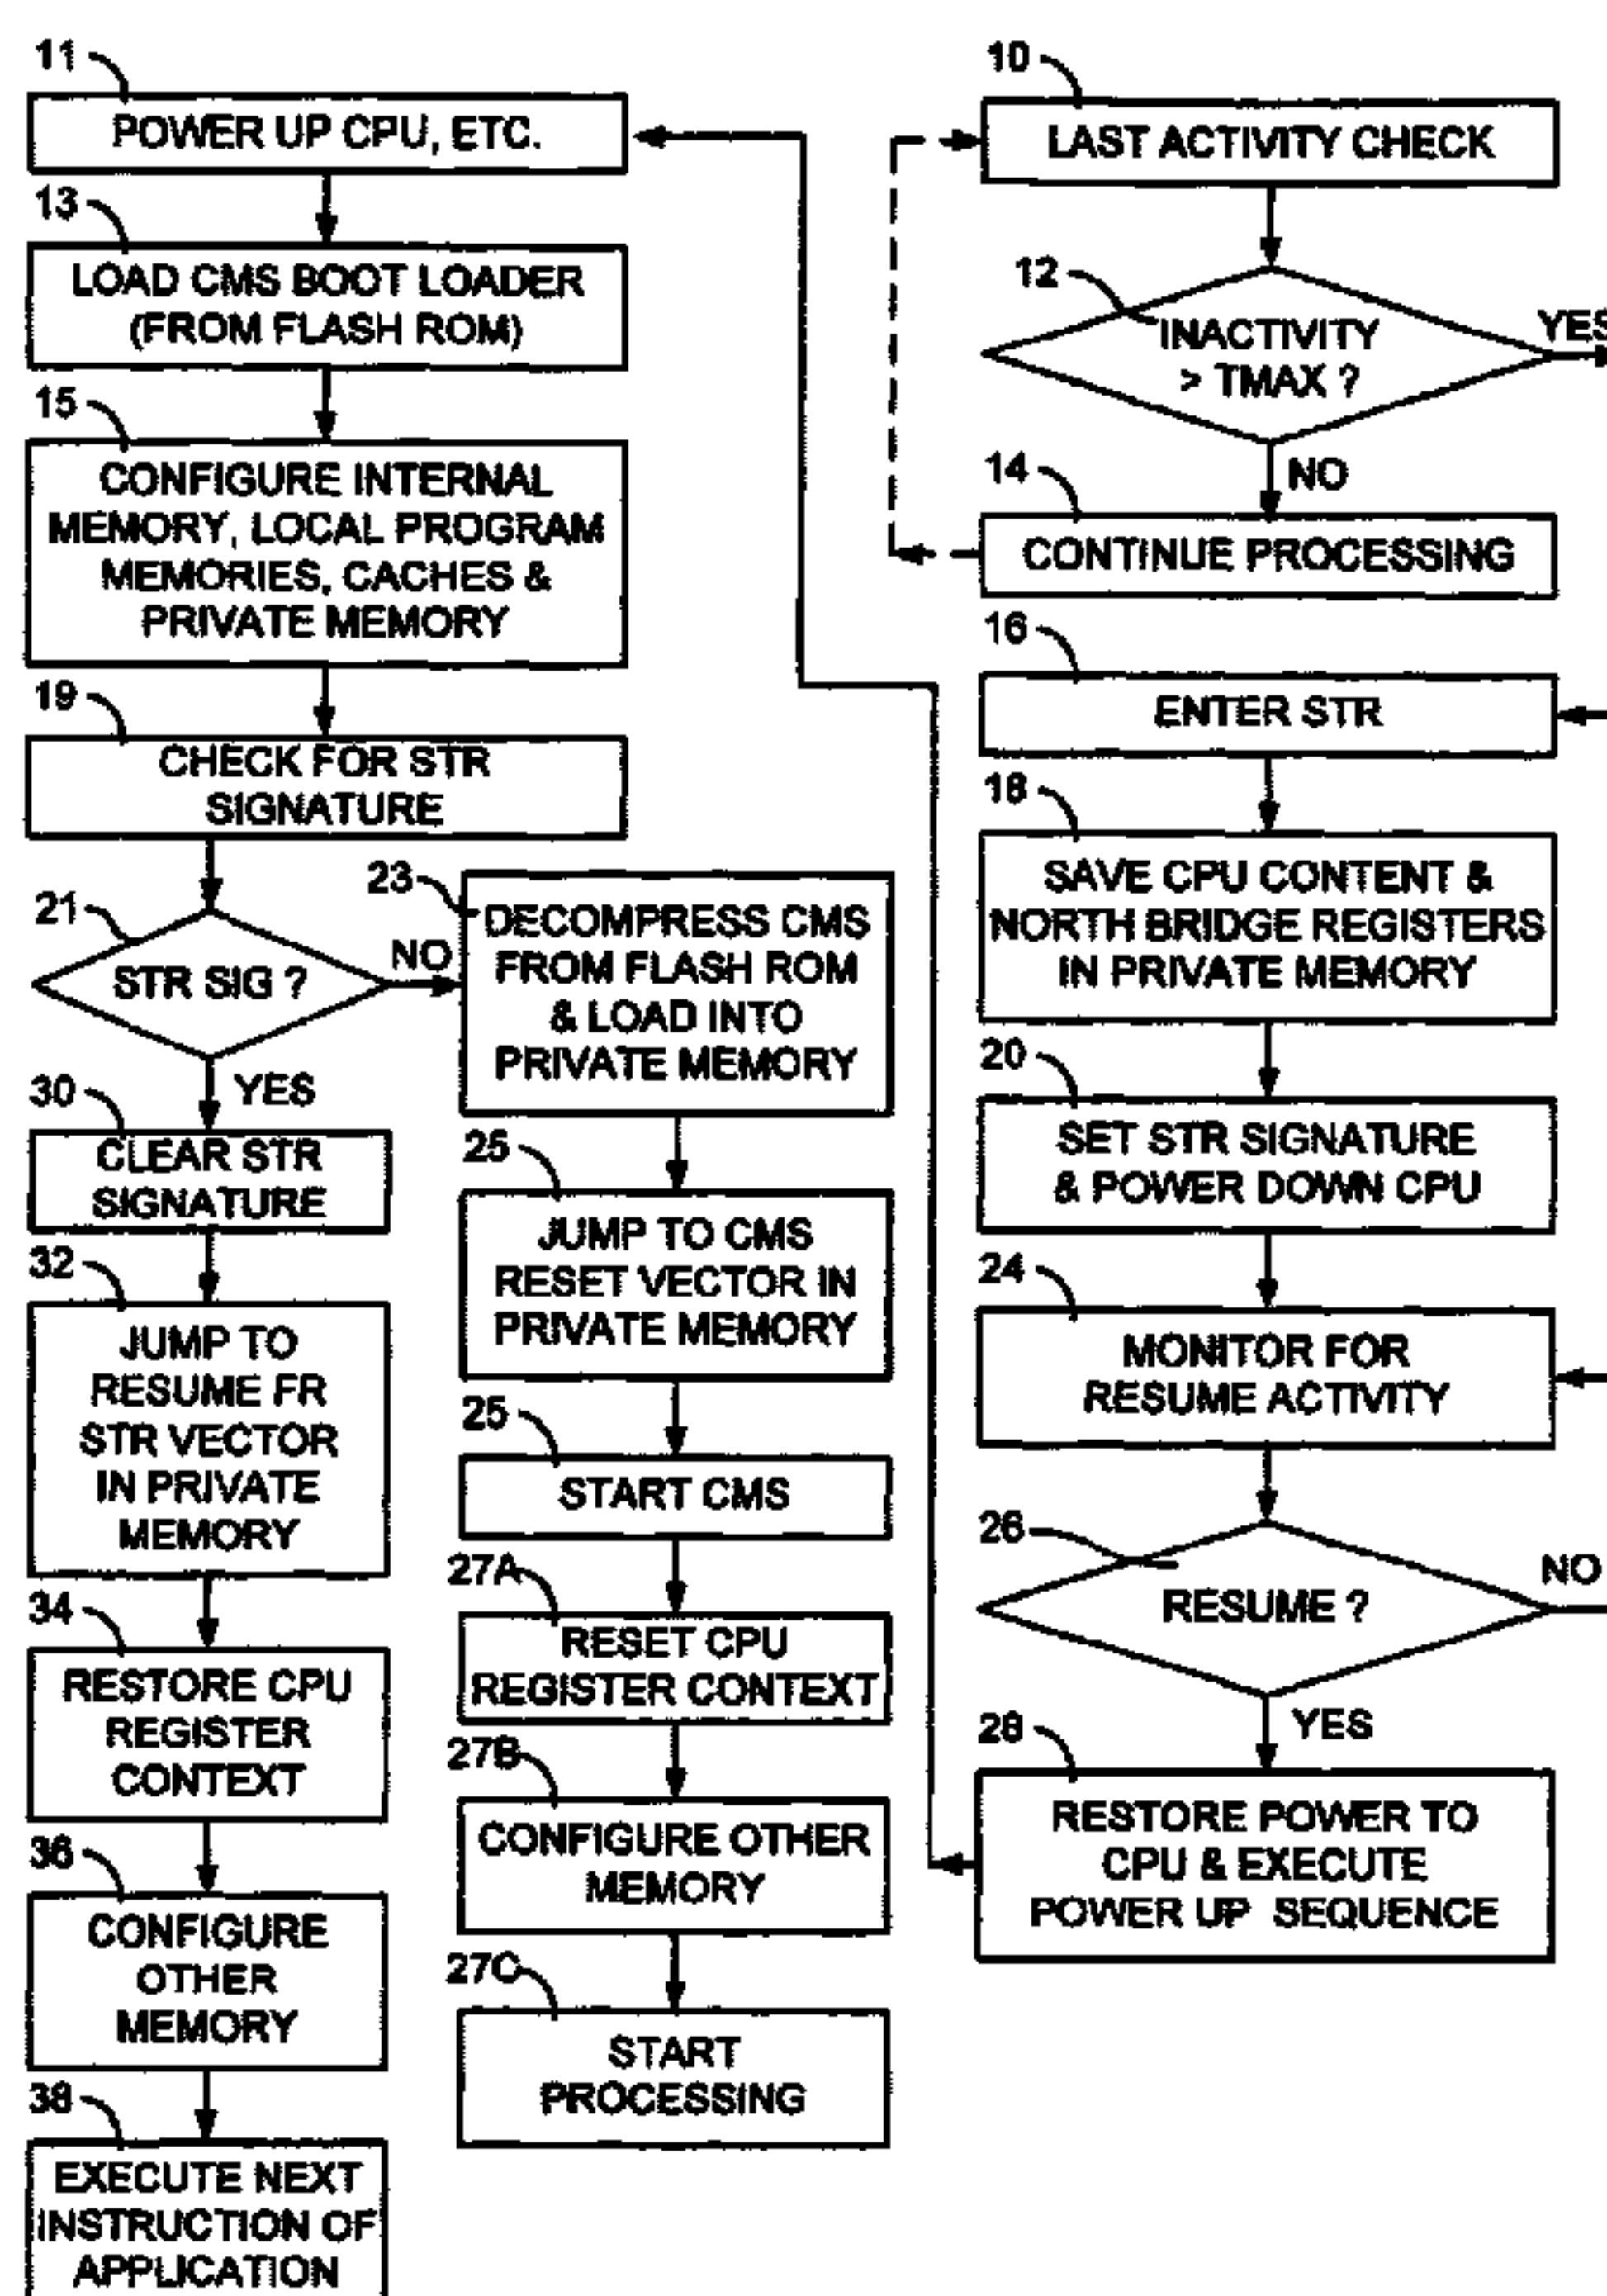 11
POWER UP CPU, ETC.
13
LOAD CMS BOOT LOADER
(FROM FLASH ROM)
15
CONFIGURE INTERNAL
MEMORY, LOCAL PROGRAM
MEMORIES, CACHES &
PRIVATE MEMORY
19
CHECK FOR STR
SIGNATURE
21
STR SIG ?
NO
YES
30
CLEAR STR
SIGNATURE
32
JUMP TO
RESUME FR
STR VECTOR
IN PRIVATE
MEMORY
34
RESTORE CPU
REGISTER
CONTEXT
36
CONFIGURE
OTHER
MEMORY
38
EXECUTE NEXT
INSTRUCTION OF
APPLICATION
23
DECOMPRESS CMS
FROM FLASH ROM
& LOAD INTO
PRIVATE MEMORY
25
JUMP TO CMS
RESET VECTOR IN
PRIVATE MEMORY
25
START CMS
27A
RESET CPU
REGISTER CONTEXT
27B
CONFIGURE OTHER
MEMORY
27C
START
PROCESSING
10
LAST ACTIVITY CHECK
12
INACTIVITY
> TMAX ?
YES
NO
14
CONTINUE PROCESSING
16
ENTER STR
18
SAVE CPU CONTENT &
NORTH BRIDGE REGISTERS
IN PRIVATE MEMORY
20
SET STR SIGNATURE
& POWER DOWN CPU
24
MONITOR FOR
RESUME ACTIVITY
26
RESUME ?
NO
YES
28
RESTORE POWER TO
CPU & EXECUTE
POWER UP SEQUENCE